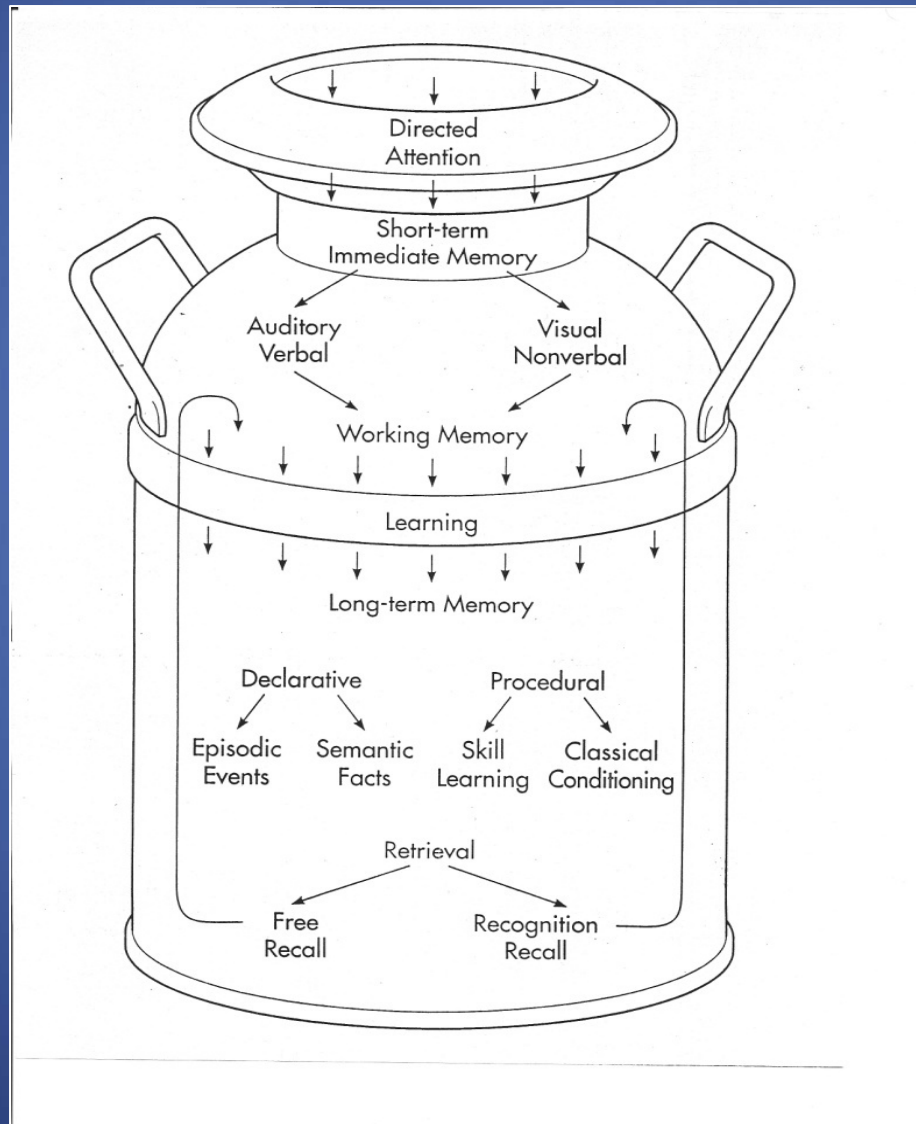 Directed
Attention
Short-term
Immediate Memory
Auditory
Verbal
Visual
Nonverbal
Working Memory
Learning
Long-term Memory
Declarative
Procedural
Episodic
Events
Semantic
Facts
Skill
Learning
Classical
Conditioning
Retrieval
Free
Recall
Recognition
Recall